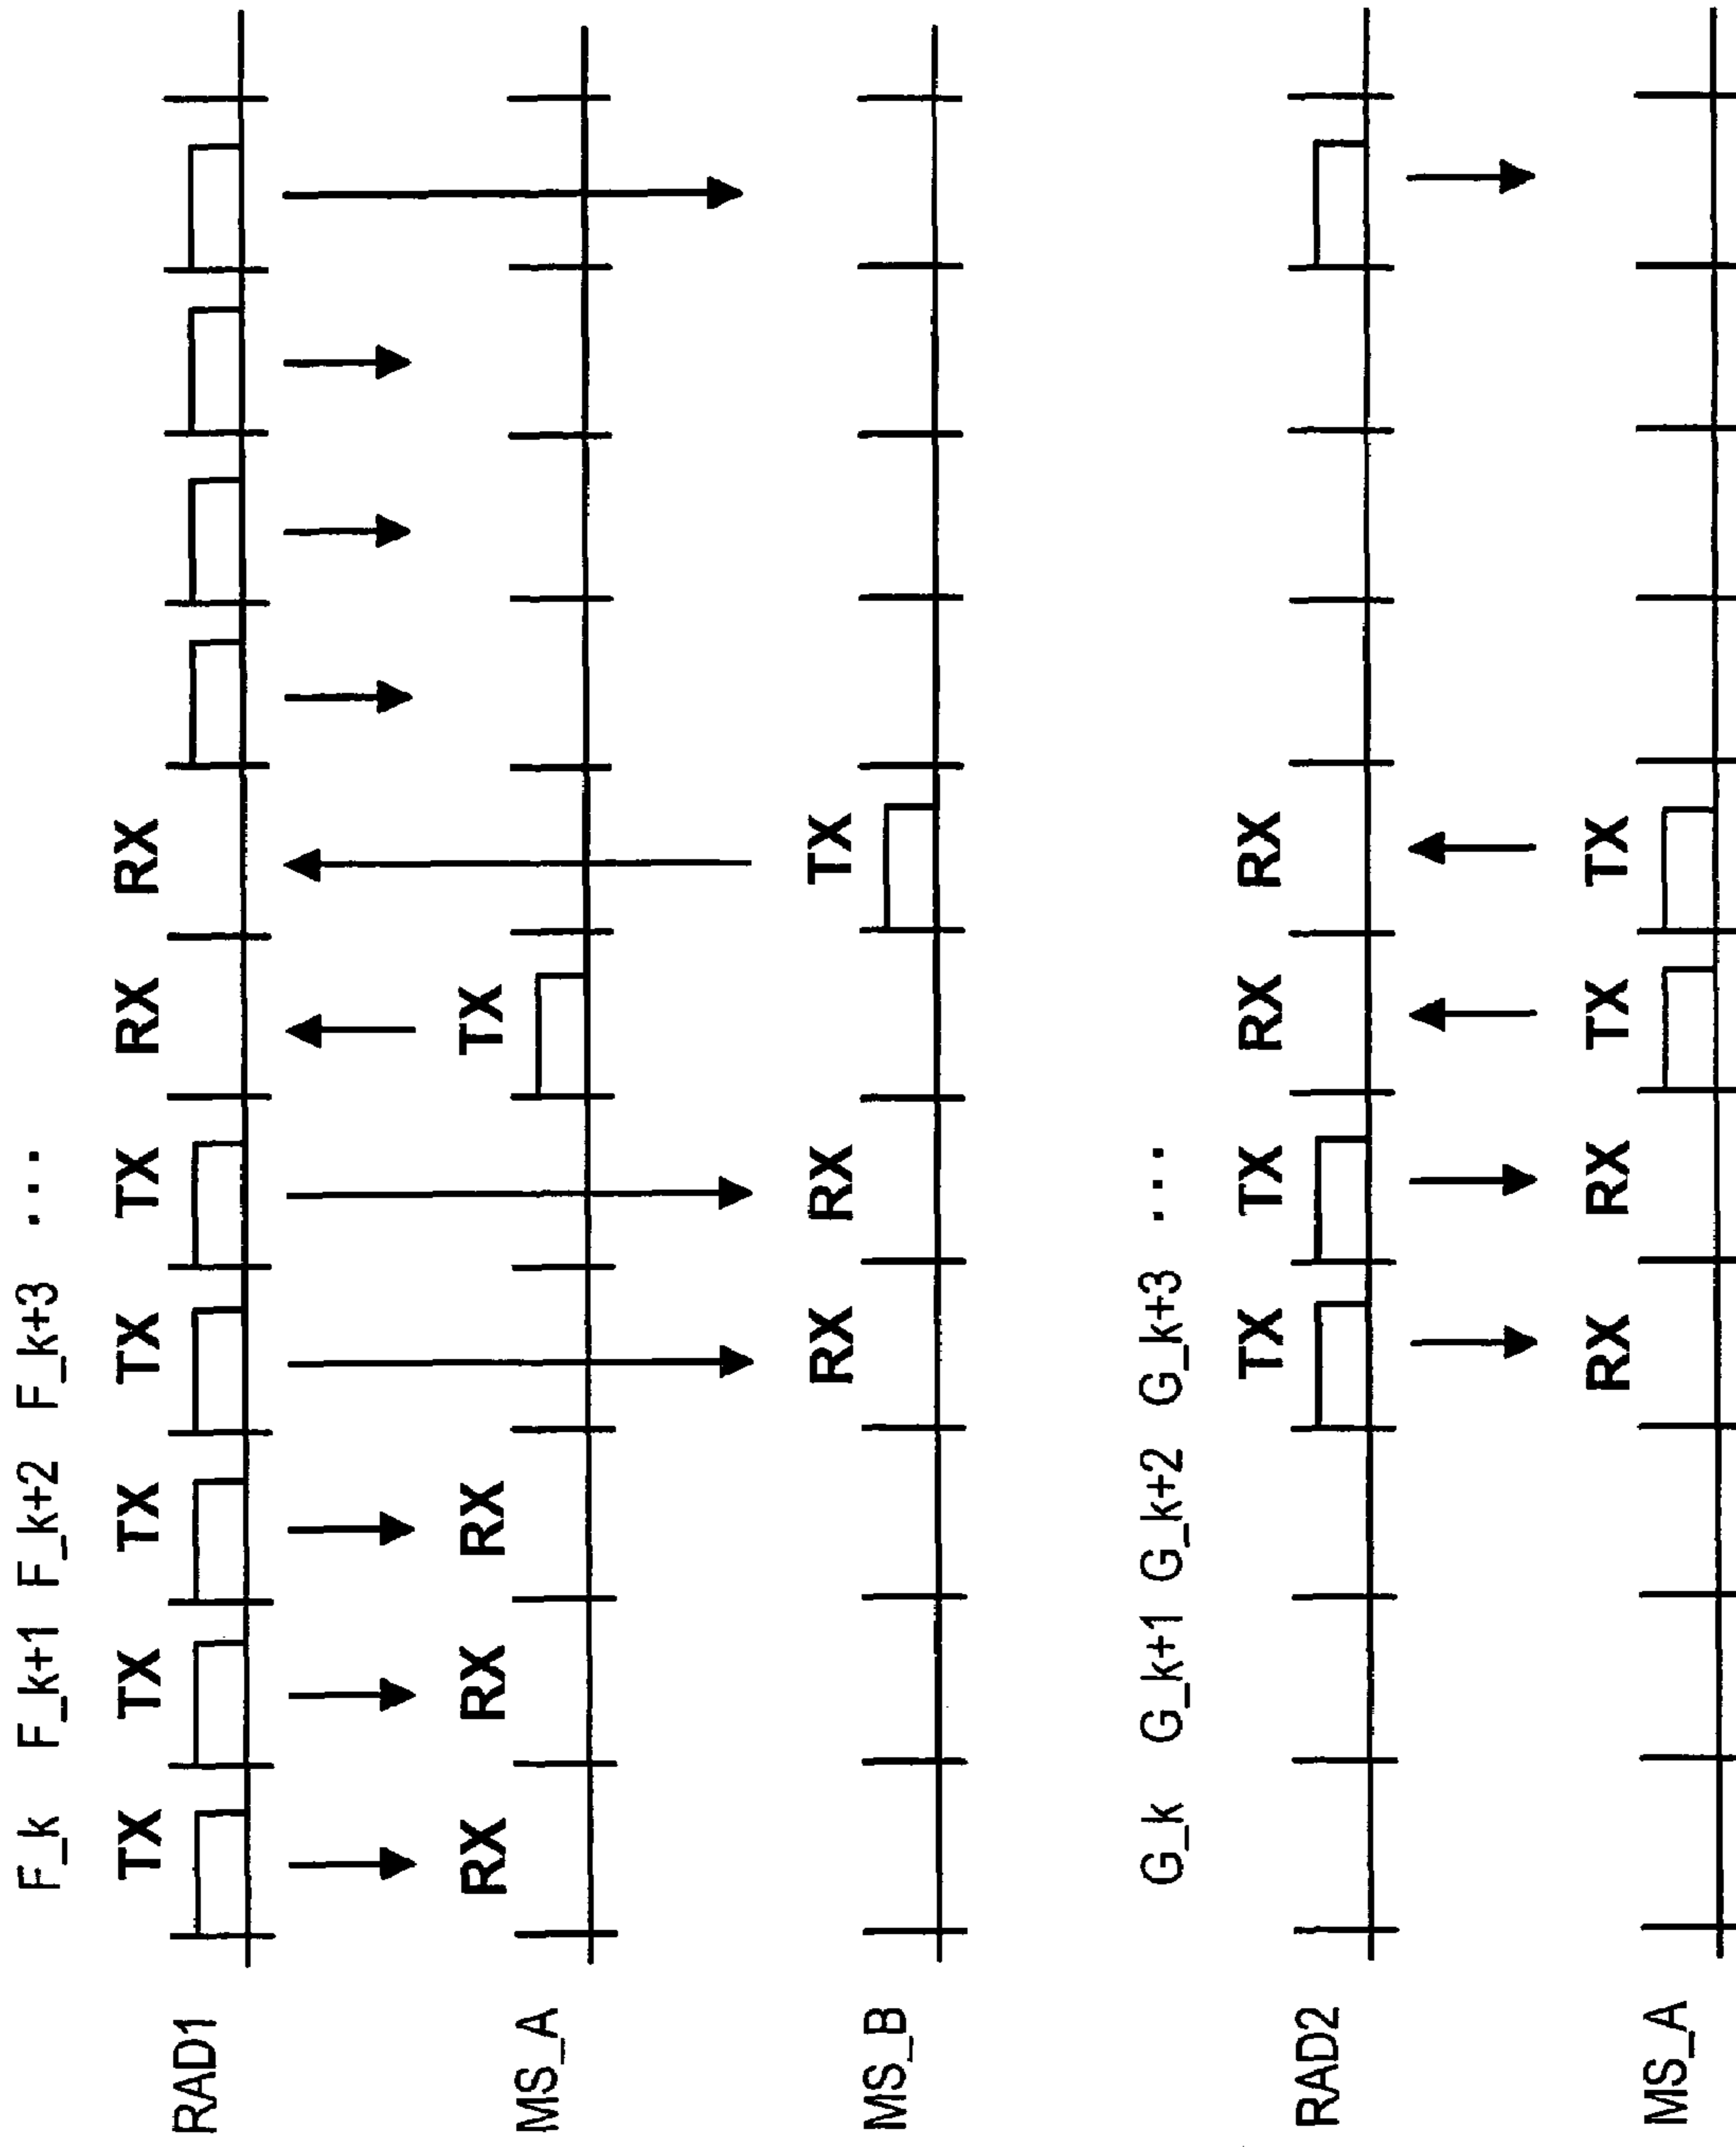 F_k F_k+1 F_k+2 F_k+3 ...
TX TX TX TX TX RX RX
RAD1
RX RX RX TX
MS_A
RX RX TX
MS_B
G_k G_k+1 G_k+2 G_k+3 ...
TX TX RX RX
RAD2
RX RX TX TX
MS_A